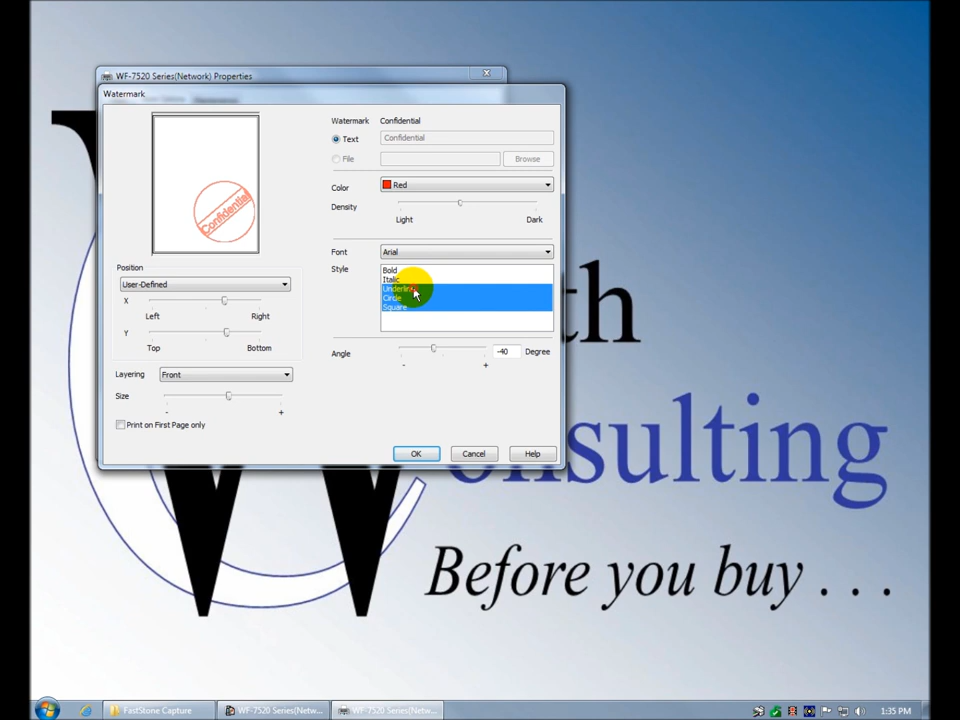 WF-7520 Series(Network) Properties
Watermark
Watermark Confidential
Text Confidential
File Browse
Color Red
Density
Light Dark
Font Arial
Style Bold
Italic
Underline
Circle
Square
Angle -40 Degree
- +
Confidential
Position
User-Defined
X
Left Right
Y
Top Bottom
Layering Front
Size
- +
Print on First Page only
OK Cancel Help
th
onsulting
Before you buy . . .
FastStone Capture
WF-7520 Series(Netw...
WF-7520 Series(Netw...
1:35 PM